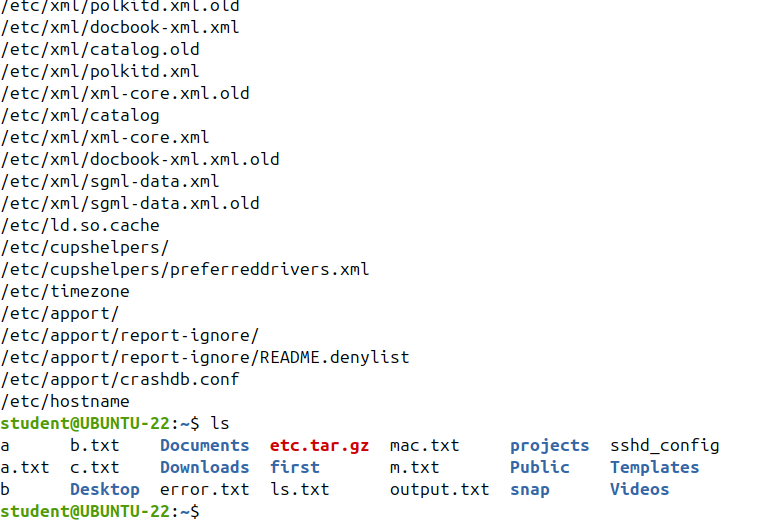 /etc/xml/polkitd.xml.old
/etc/xml/docbook-xml.xml
/etc/xml/catalog.old
/etc/xml/polkitd.xml
/etc/xml/xml-core.xml.old
/etc/xml/catalog
/etc/xml/xml-core.xml
/etc/xml/docbook-xml.xml.old
/etc/xml/sgml-data.xml
/etc/xml/sgml-data.xml.old
/etc/ld.so.cache
/etc/cupshelpers/
/etc/cupshelpers/preferreddrivers.xml
/etc/timezone
/etc/apport/
/etc/apport/report-ignore/
/etc/apport/report-ignore/README.denylist
/etc/apport/crashdb.conf
/etc/hostname
student@UBUNTU-22:~$ ls
a      b.txt    Documents  etc.tar.gz  mac.txt     projects  sshd_config
a.txt  c.txt    Downloads  first       m.txt       Public    Templates
b      Desktop  error.txt  ls.txt      output.txt  snap      Videos
student@UBUNTU-22:~$